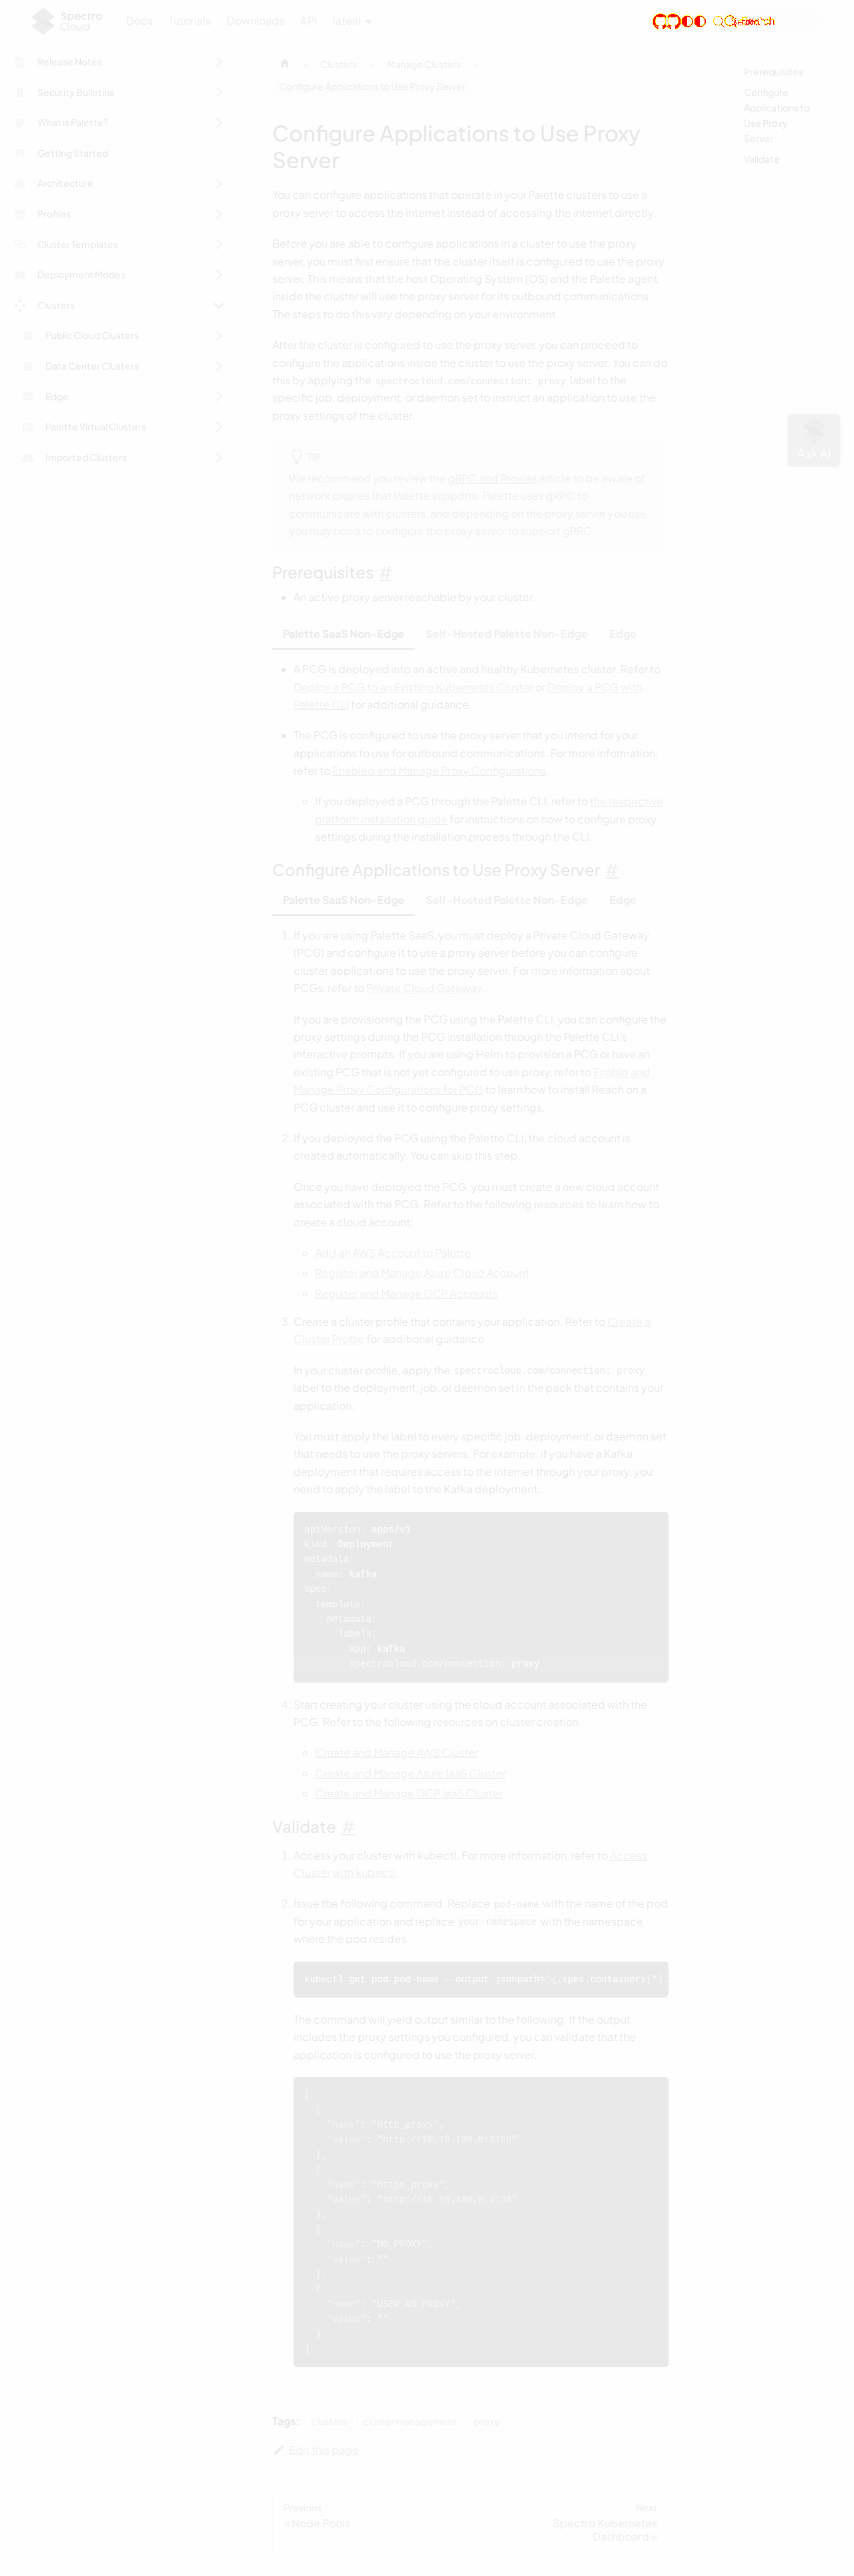 Spectro
Cloud
Docs
Tutorials
Downloads
API
latest
Release Notes
Security Bulletins
What is Palette?
Getting Started
Architecture
Profiles
Cluster Templates
Deployment Modes
Clusters
Public Cloud Clusters
Data Center Clusters
Edge
Palette Virtual Clusters
Imported Clusters
Clusters
Manage Clusters
Configure Applications to Use Proxy Server
Configure Applications to Use Proxy
Server
You can configure applications that operate in your Palette clusters to use a
proxy server to access the internet instead of accessing the internet directly.
Before you are able to configure applications in a cluster to use the proxy
server, you must first ensure that the cluster itself is configured to use the proxy
server. This means that the host Operating System (OS) and the Palette agent
inside the cluster will use the proxy server for its outbound communications.
The steps to do this vary depending on your environment.
After the cluster is configured to use the proxy server, you can proceed to
configure the applications inside the cluster to use the proxy server. You can do
this by applying the spectrocloud.com/connection: proxy label to the
specific job, deployment, or daemon set to instruct an application to use the
proxy settings of the cluster.
TIP
We recommend you review the gRPC and Proxies article to be aware of
network proxies that Palette supports. Palette uses gRPC to
communicate with clusters, and depending on the proxy server you use,
you may need to configure the proxy server to support gRPC.
Prerequisites #
An active proxy server reachable by your cluster.
Palette SaaS Non-Edge
Self-Hosted Palette Non-Edge
Edge
A PCG is deployed into an active and healthy Kubernetes cluster. Refer to
Deploy a PCG to an Existing Kubernetes Cluster or Deploy a PCG with
Palette CLI for additional guidance.
The PCG is configured to use the proxy server that you intend for your
applications to use for outbound communications. For more information,
refer to Enabled and Manage Proxy Configurations.
If you deployed a PCG through the Palette CLI, refer to the respective
platform installation guide for instructions on how to configure proxy
settings during the installation process through the CLI.
Configure Applications to Use Proxy Server #
Palette SaaS Non-Edge
Self-Hosted Palette Non-Edge
Edge
1. If you are using Palette SaaS, you must deploy a Private Cloud Gateway
(PCG) and configure it to use a proxy server before you can configure
cluster applications to use the proxy server. For more information about
PCGs, refer to Private Cloud Gateway.
If you are provisioning the PCG using the Palette CLI, you can configure the
proxy settings during the PCG installation through the Palette CLI's
interactive prompts. If you are using Helm to provision a PCG or have an
existing PCG that is not yet configured to use proxy, refer to Enable and
Manage Proxy Configurations for PCG to learn how to install Reach on a
PCG cluster and use it to configure proxy settings.
2. If you deployed the PCG using the Palette CLI, the cloud account is
created automatically. You can skip this step.
Once you have deployed the PCG, you must create a new cloud account
associated with the PCG. Refer to the following resources to learn how to
create a cloud account:
Add an AWS Account to Palette
Register and Manage Azure Cloud Account
Register and Manage GCP Accounts
3. Create a cluster profile that contains your application. Refer to Create a
Cluster Profile for additional guidance.
In your cluster profile, apply the spectrocloud.com/connection: proxy
label to the deployment, job, or daemon set in the pack that contains your
application.
You must apply the label to every specific job, deployment, or daemon set
that needs to use the proxy servers. For example, if you have a Kafka
deployment that requires access to the internet through your proxy, you
need to apply the label to the Kafka deployment.
apiVersion: apps/v1
kind: Deployment
metadata:
name: kafka
spec:
template:
metadata:
labels:
app: kafka
spectrocloud.com/connection: proxy
4. Start creating your cluster using the cloud account associated with the
PCG. Refer to the following resources on cluster creation.
Create and Manage AWS Cluster
Create and Manage Azure IaaS Cluster
Create and Manage GCP IaaS Cluster
Validate #
1. Access your cluster with kubectl. For more information, refer to Access
Cluster with kubectl.
2. Issue the following command. Replace pod-name with the name of the pod
for your application and replace your-namespace with the namespace
where the pod resides.
kubectl get pod pod-name --output jsonpath='{.spec.containers[*].
The command will yield output similar to the following. If the output
includes the proxy settings you configured, you can validate that the
application is configured to use the proxy server.
[
{
"name": "http_proxy",
"value": "http://10.10.180.0:3128"
},
{
"name": "https_proxy",
"value": "http://10.10.180.0:3128"
},
{
"name": "NO_PROXY",
"value": ""
},
{
"name": "USER_NO_PROXY",
"value": ""
}
]
Tags:
clusters
cluster management
proxy
Edit this page
Previous
« Node Pools
Next
Spectro Kubernetes
Dashboard »
Prerequisites
Configure
Applications to
Use Proxy
Server
Validate
Ask AI